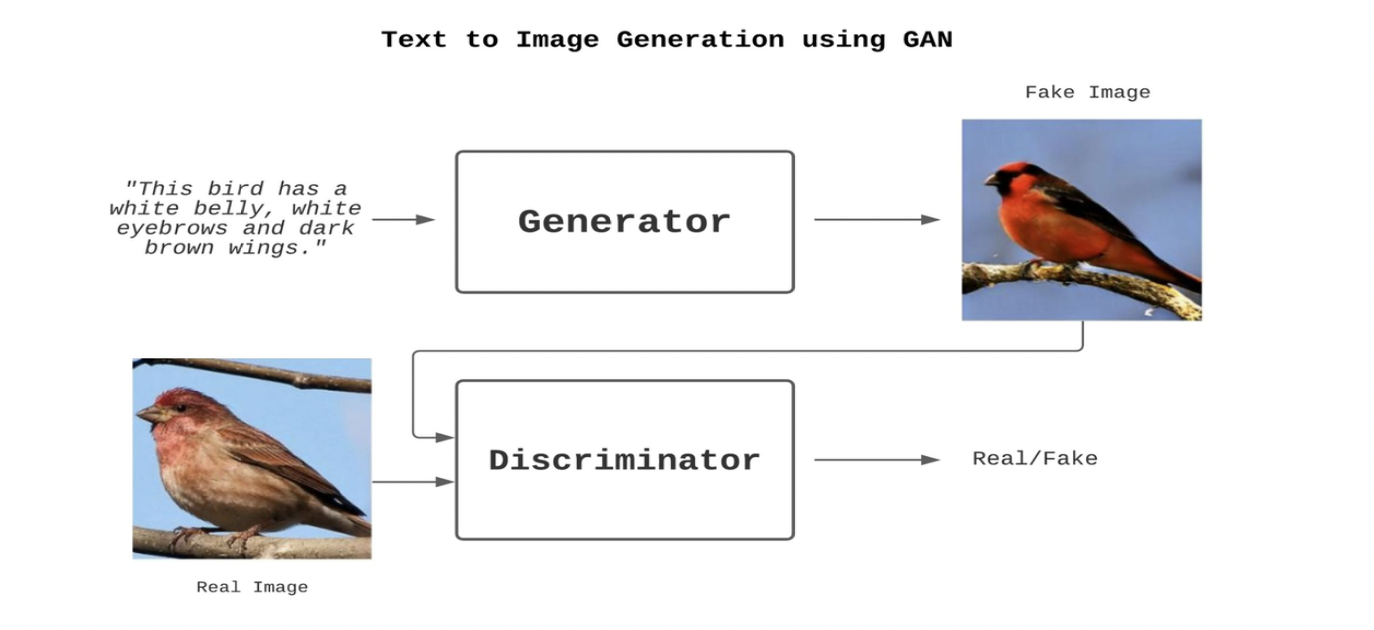 Text to Image Generation using GAN
Fake Image
"This bird has a
white belly, white
eyebrows and dark
brown wings."
Generator
Discriminator
Real/Fake
Real Image